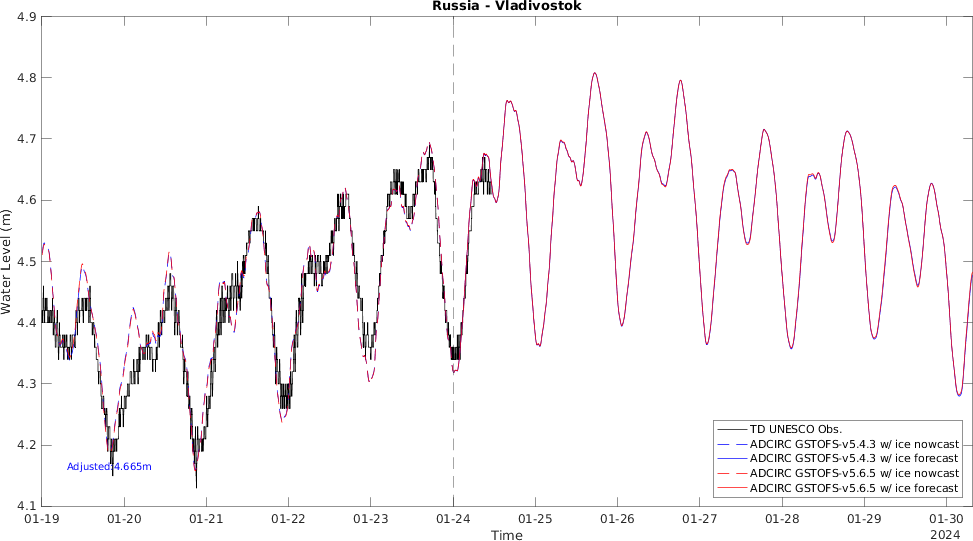 Russia - Vladivostok
4.9
4.8
4.7
4.6
4.5
4.4
4.3
4.2
4.1
Water Level (m)
Adjusted:4.665m
TD UNESCO Obs.
ADCIRC GSTOFS-v5.4.3 w/ ice nowcast
ADCIRC GSTOFS-v5.4.3 w/ ice forecast
ADCIRC GSTOFS-v5.6.5 w/ ice nowcast
ADCIRC GSTOFS-v5.6.5 w/ ice forecast
01-19 01-20 01-21 01-22 01-23 01-24 01-25 01-26 01-27 01-28 01-29 01-30
2024
Time